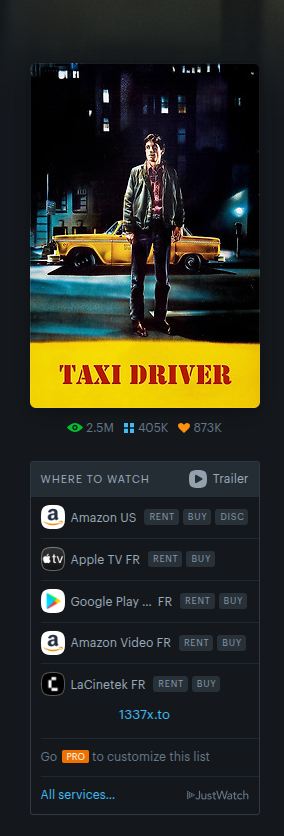 TAXI DRIVER
2.5M 405K 873K
WHERE TO WATCH Trailer
Amazon US RENT BUY DISC
Apple TV FR RENT BUY
Google Play ... FR RENT BUY
Amazon Video FR RENT BUY
LaCinetek FR RENT BUY
1337x.to
Go PRO to customize this list
All services... JustWatch